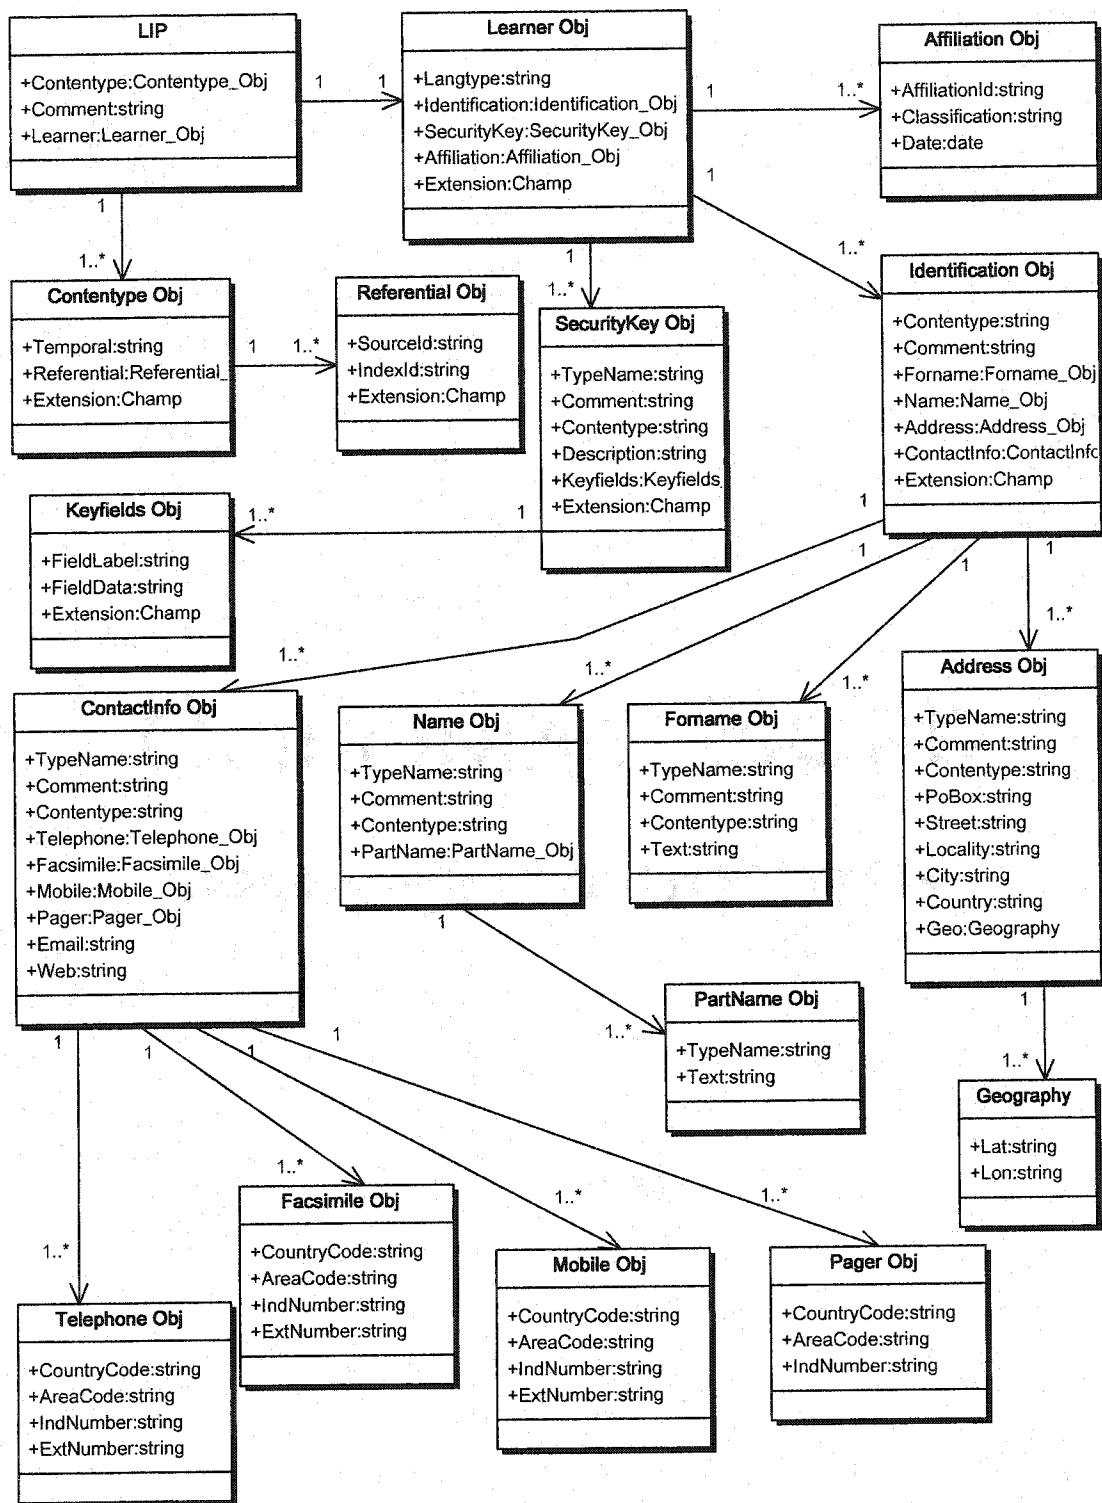 LIP
+Contentype:Contentype_Obj
+Comment:string
+Learner:Learner_Obj
1
1
Learner Obj
+Langtype:string
+Identification:Identification_Obj
+SecurityKey:SecurityKey_Obj
+Affiliation:Affiliation_Obj
+Extension:Champ
1
1..*
Affiliation Obj
+AffiliationId:string
+Classification:string
+Date:date
1
1..*
1
1..*
1
1..*
Contentype Obj
+Temporal:string
+Referential:Referential_
+Extension:Champ
1
1..*
Referential Obj
+SourceId:string
+IndexId:string
+Extension:Champ
SecurityKey Obj
+TypeName:string
+Comment:string
+Contentype:string
+Description:string
+Keyfields:Keyfields_
+Extension:Champ
Identification Obj
+Contentype:string
+Comment:string
+Forname:Forname_Obj
+Name:Name_Obj
+Address:Address_Obj
+ContactInfo:ContactInfo
+Extension:Champ
Keyfields Obj
+FieldLabel:string
+FieldData:string
+Extension:Champ
1..*
1
1
1
1
1
1..*
1..*
1..*
1..*
ContactInfo Obj
+TypeName:string
+Comment:string
+Contentype:string
+Telephone:Telephone_Obj
+Facsimile:Facsimile_Obj
+Mobile:Mobile_Obj
+Pager:Pager_Obj
+Email:string
+Web:string
Name Obj
+TypeName:string
+Comment:string
+Contentype:string
+PartName:PartName_Obj
Forname Obj
+TypeName:string
+Comment:string
+Contentype:string
+Text:string
Address Obj
+TypeName:string
+Comment:string
+Contentype:string
+PoBox:string
+Street:string
+Locality:string
+City:string
+Country:string
+Geo:Geography
1
1..*
PartName Obj
+TypeName:string
+Text:string
1
1..*
Geography
+Lat:string
+Lon:string
1
1
1
1
1..*
1..*
1..*
1..*
Telephone Obj
+CountryCode:string
+AreaCode:string
+IndNumber:string
+ExtNumber:string
Facsimile Obj
+CountryCode:string
+AreaCode:string
+IndNumber:string
+ExtNumber:string
Mobile Obj
+CountryCode:string
+AreaCode:string
+IndNumber:string
+ExtNumber:string
Pager Obj
+CountryCode:string
+AreaCode:string
+IndNumber:string